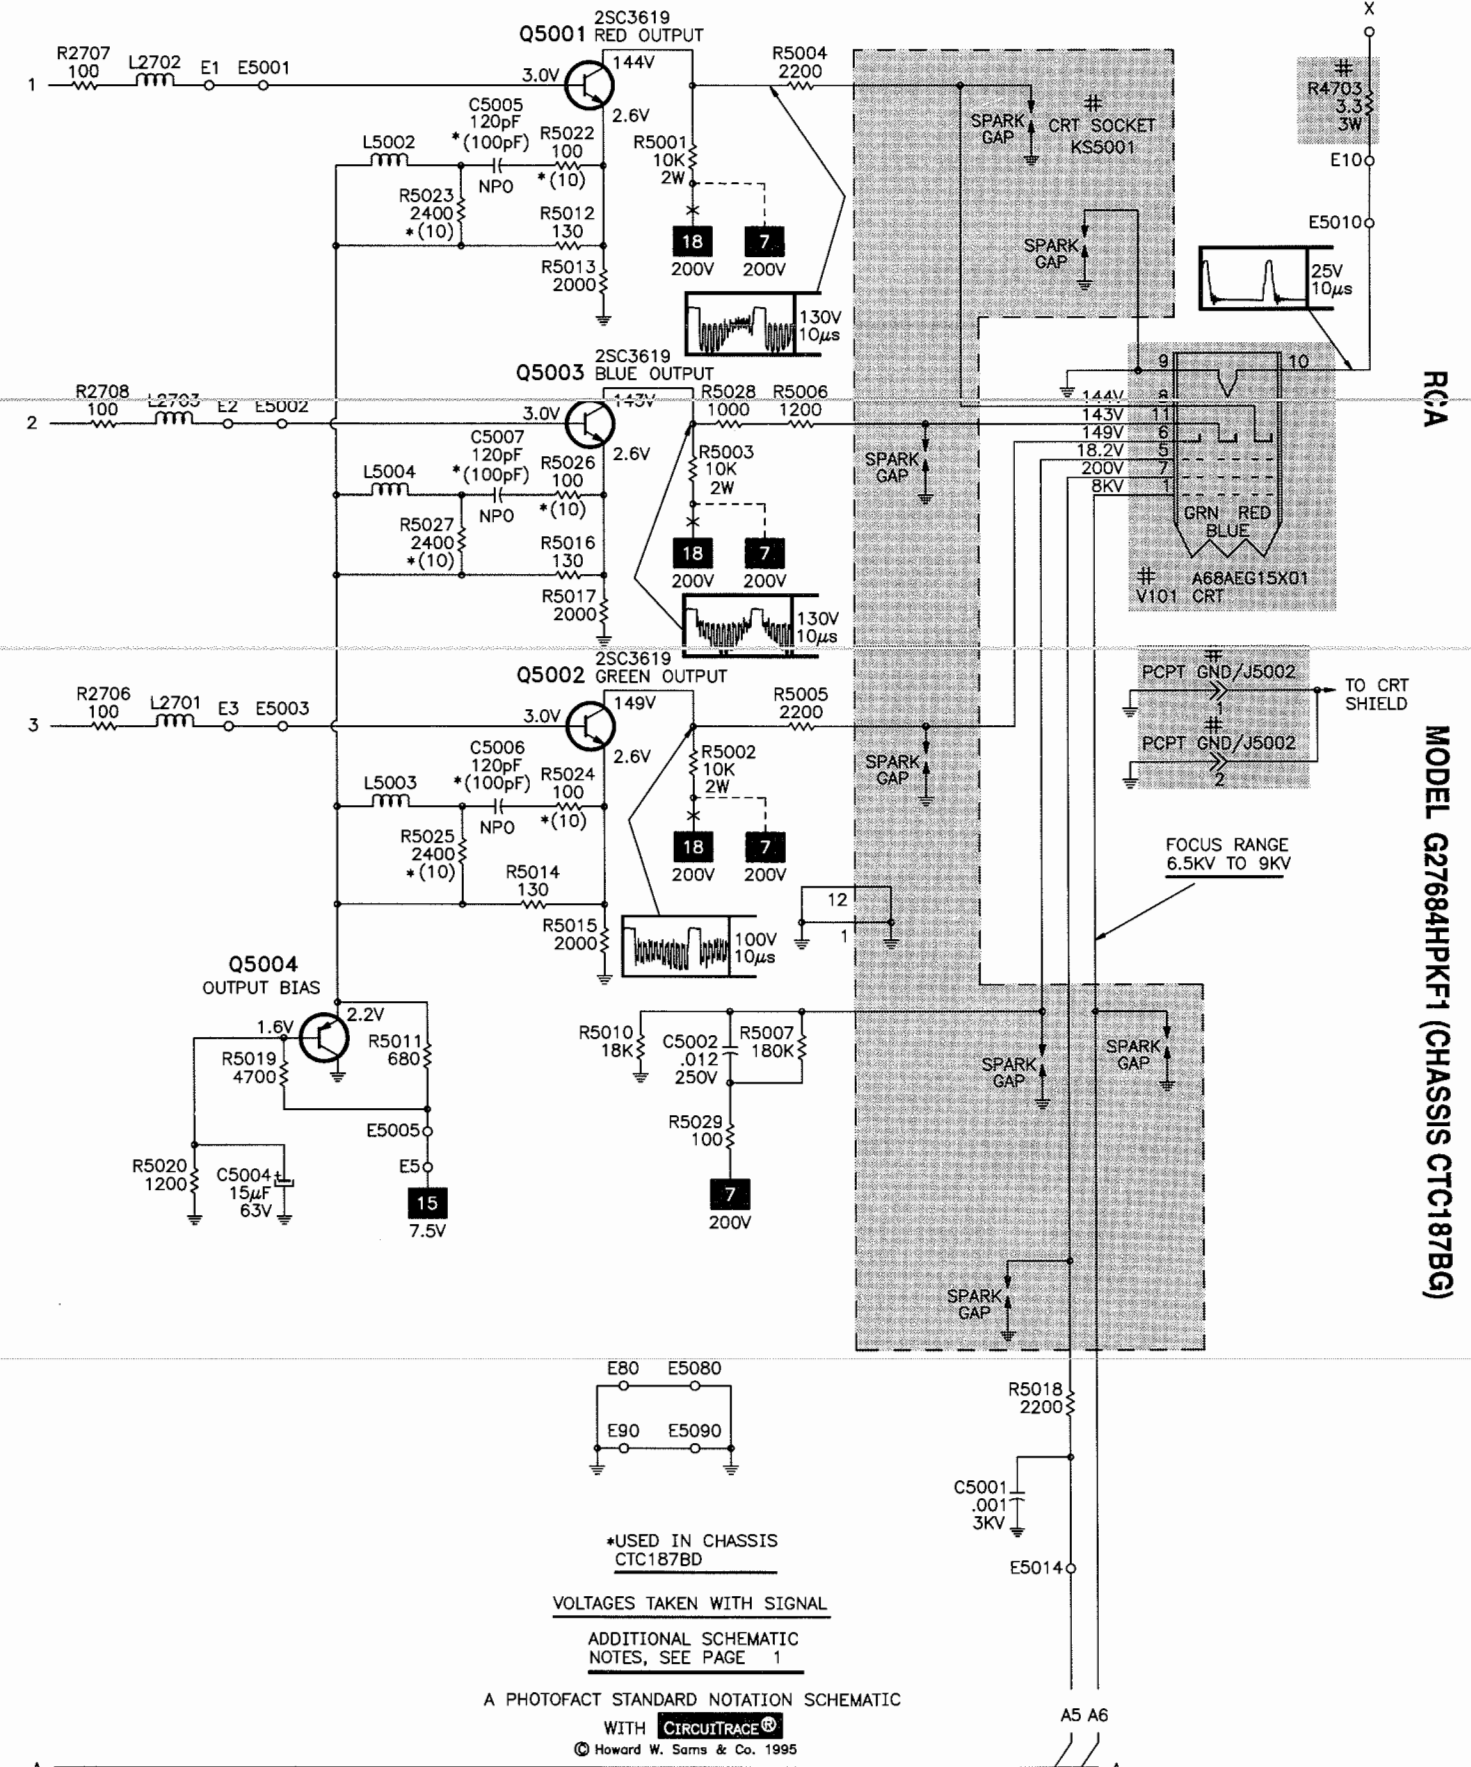 X
2SC3619
Q5001 RED OUTPUT
R2707
100
L2702
E1
E5001
1
3.0V
144V
2.6V
R5004
2200
#
R4703
3.3
3W
E10
E5010
C5005
120pF
*(100pF)
NPO
L5002
R5022
100
*(10)
R5001
10K
2W
R5023
2400
*(10)
R5012
130
R5013
2000
18
200V
7
200V
130V
10µs
SPARK
GAP
#
CRT SOCKET
KS5001
SPARK
GAP
25V
10µs
2SC3619
Q5003 BLUE OUTPUT
R2708
100
L2703
E2
E5002
2
3.0V
143V
2.6V
R5028
1000
R5006
1200
C5007
120pF
*(100pF)
NPO
L5004
R5026
100
*(10)
R5003
10K
2W
R5027
2400
*(10)
R5016
130
R5017
2000
18
200V
7
200V
130V
10µs
SPARK
GAP
9
10
144V
8
143V
11
149V
6
18.2V
5
200V
7
8KV
1
GRN RED
BLUE
#
V101
A68AEG15X01
CRT
RCA
2SC3619
Q5002 GREEN OUTPUT
R2706
100
L2701
E3
E5003
3
3.0V
149V
2.6V
R5005
2200
C5006
120pF
*(100pF)
NPO
L5003
R5024
100
*(10)
R5002
10K
2W
R5025
2400
*(10)
R5014
130
R5015
2000
18
200V
7
200V
100V
10µs
SPARK
GAP
12
1
#
PCPT GND/J5002
1
#
PCPT GND/J5002
2
TO CRT
SHIELD
FOCUS RANGE
6.5KV TO 9KV
MODEL G27684HPKF1 (CHASSIS CTC187BG)
Q5004
OUTPUT BIAS
1.6V
2.2V
R5019
4700
R5011
680
E5005
E5
15
7.5V
R5020
1200
C5004
+
15µF
63V
R5010
18K
C5002
.012
250V
R5007
180K
R5029
100
7
200V
SPARK
GAP
SPARK
GAP
SPARK
GAP
E80
E5080
E90
E5090
R5018
2200
C5001
.001
3KV
E5014
*USED IN CHASSIS
CTC187BD
VOLTAGES TAKEN WITH SIGNAL
ADDITIONAL SCHEMATIC
NOTES, SEE PAGE 1
A PHOTOFACT STANDARD NOTATION SCHEMATIC
WITH CIRCUITRACE®
© Howard W. Sams & Co. 1995
A5 A6